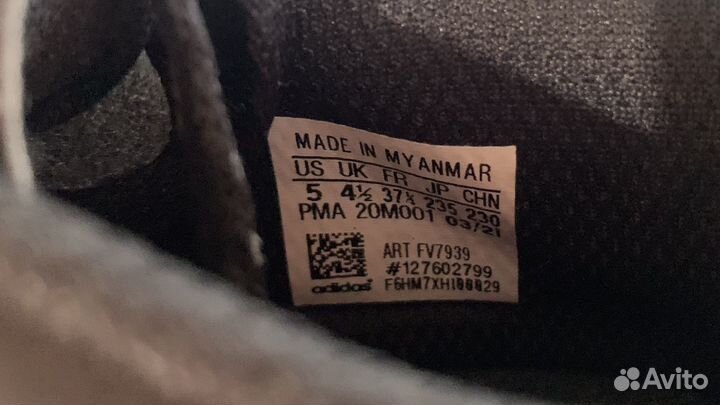 MADE IN MYANMAR
US UK FR JP CHN
5 4½ 37⅓ 235 230
PMA 20M001 03/21
ART FV7939
#127602799
adidas
Avito